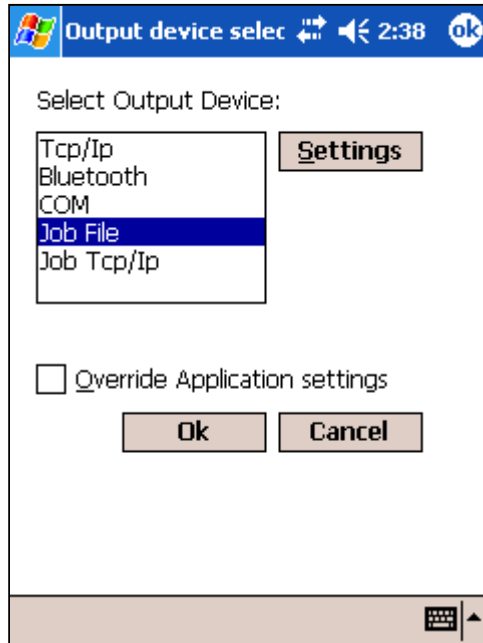 Output device selec 2:38 ok
Select Output Device:
Tcp/Ip
Settings
Bluetooth
COM
Job File
Job Tcp/Ip
Override Application settings
Ok Cancel